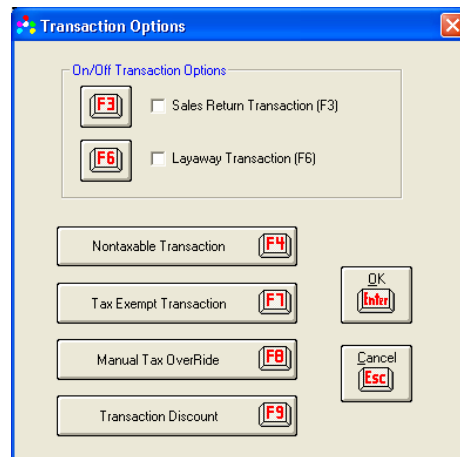 Transaction Options
On/Off Transaction Options
F3 Sales Return Transaction (F3)
F6 Layaway Transaction (F6)
Nontaxable Transaction F4
Tax Exempt Transaction F7
Manual Tax OverRide F8
Transaction Discount F9
OK
Enter
Cancel
Esc